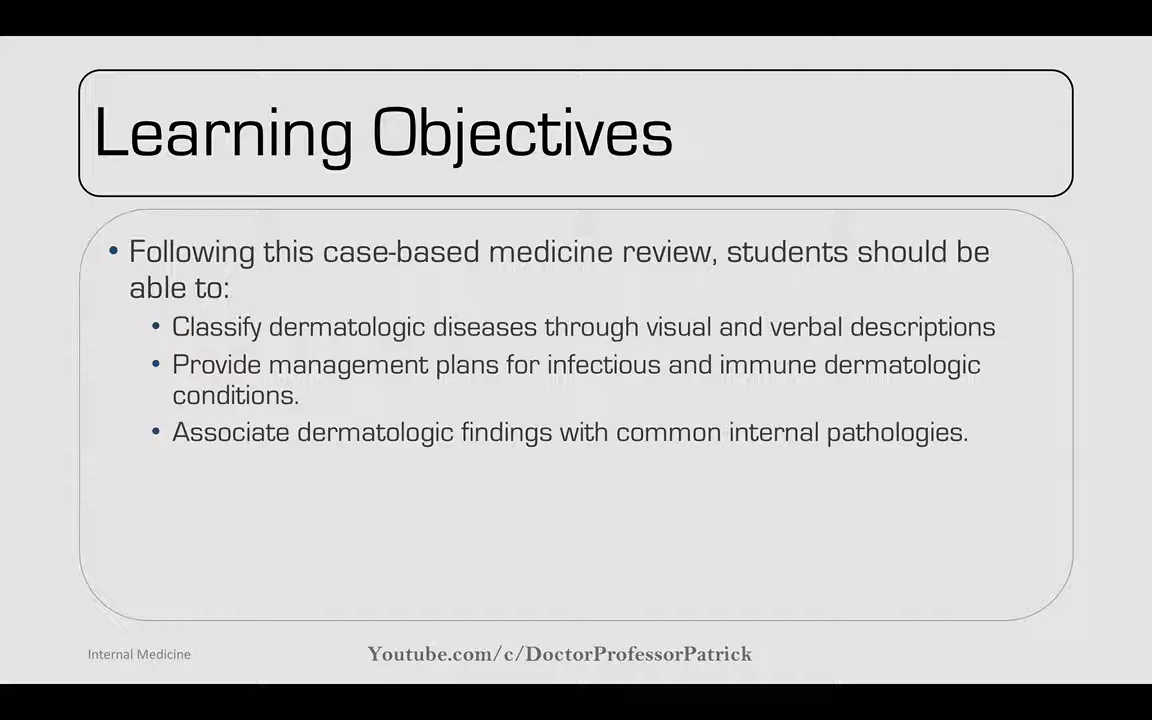 Learning Objectives
• Following this case-based medicine review, students should be
able to:
• Classify dermatologic diseases through visual and verbal descriptions
• Provide management plans for infectious and immune dermatologic
conditions.
• Associate dermatologic findings with common internal pathologies.
Internal Medicine
Youtube.com/c/DoctorProfessorPatrick